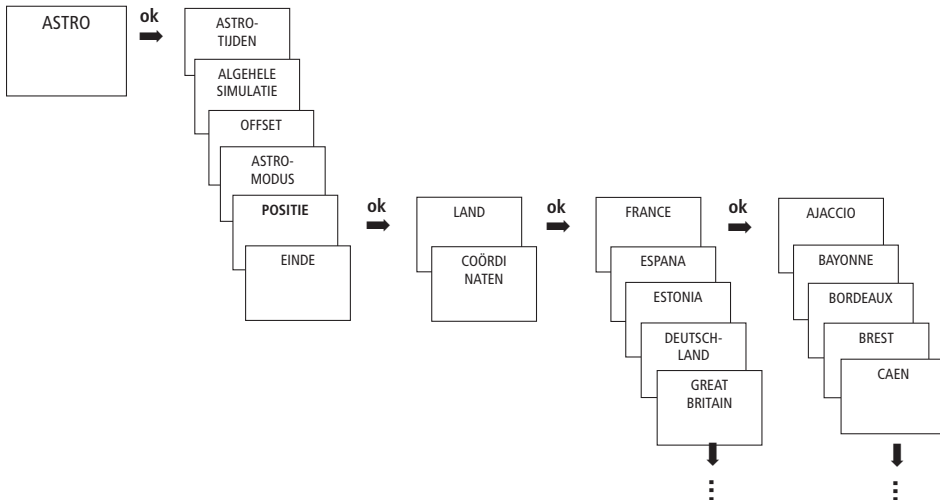 ASTRO
ok
ASTRO-
TIJDEN
ALGEHELE
SIMULATIE
OFFSET
ASTRO-
MODUS
POSITIE
EINDE
ok
LAND
COÖRDI
NATEN
ok
FRANCE
ESPANA
ESTONIA
DEUTSCH-
LAND
GREAT
BRITAIN
ok
AJACCIO
BAYONNE
BORDEAUX
BREST
CAEN